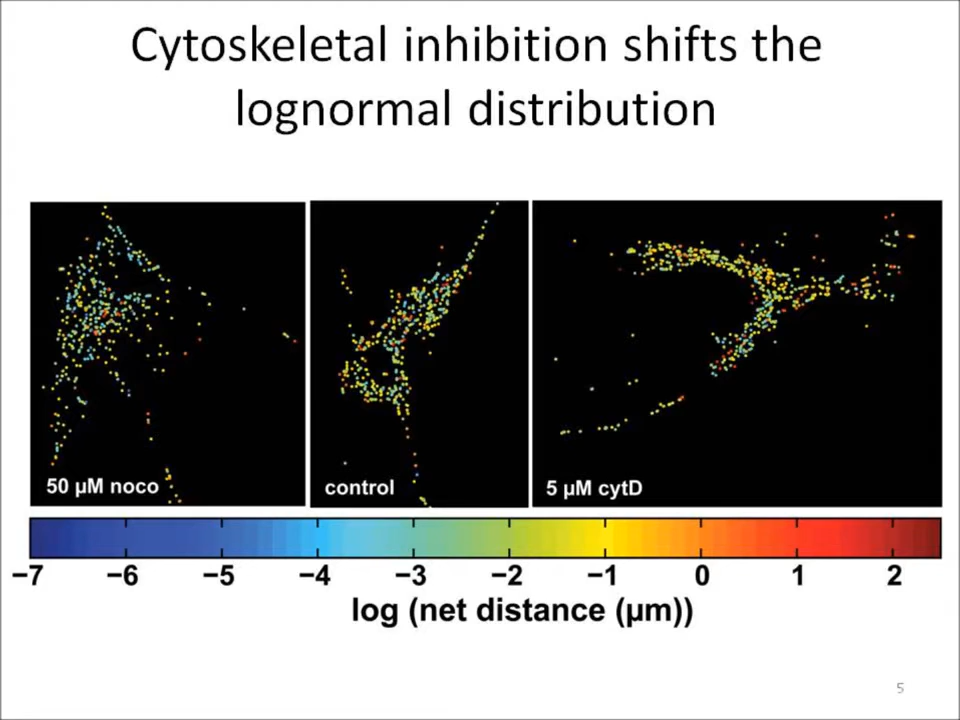 Cytoskeletal inhibition shifts the
lognormal distribution
50 µM noco
control
5 µM cytD
−7 −6 −5 −4 −3 −2 −1 0 1 2
log (net distance (µm))
5